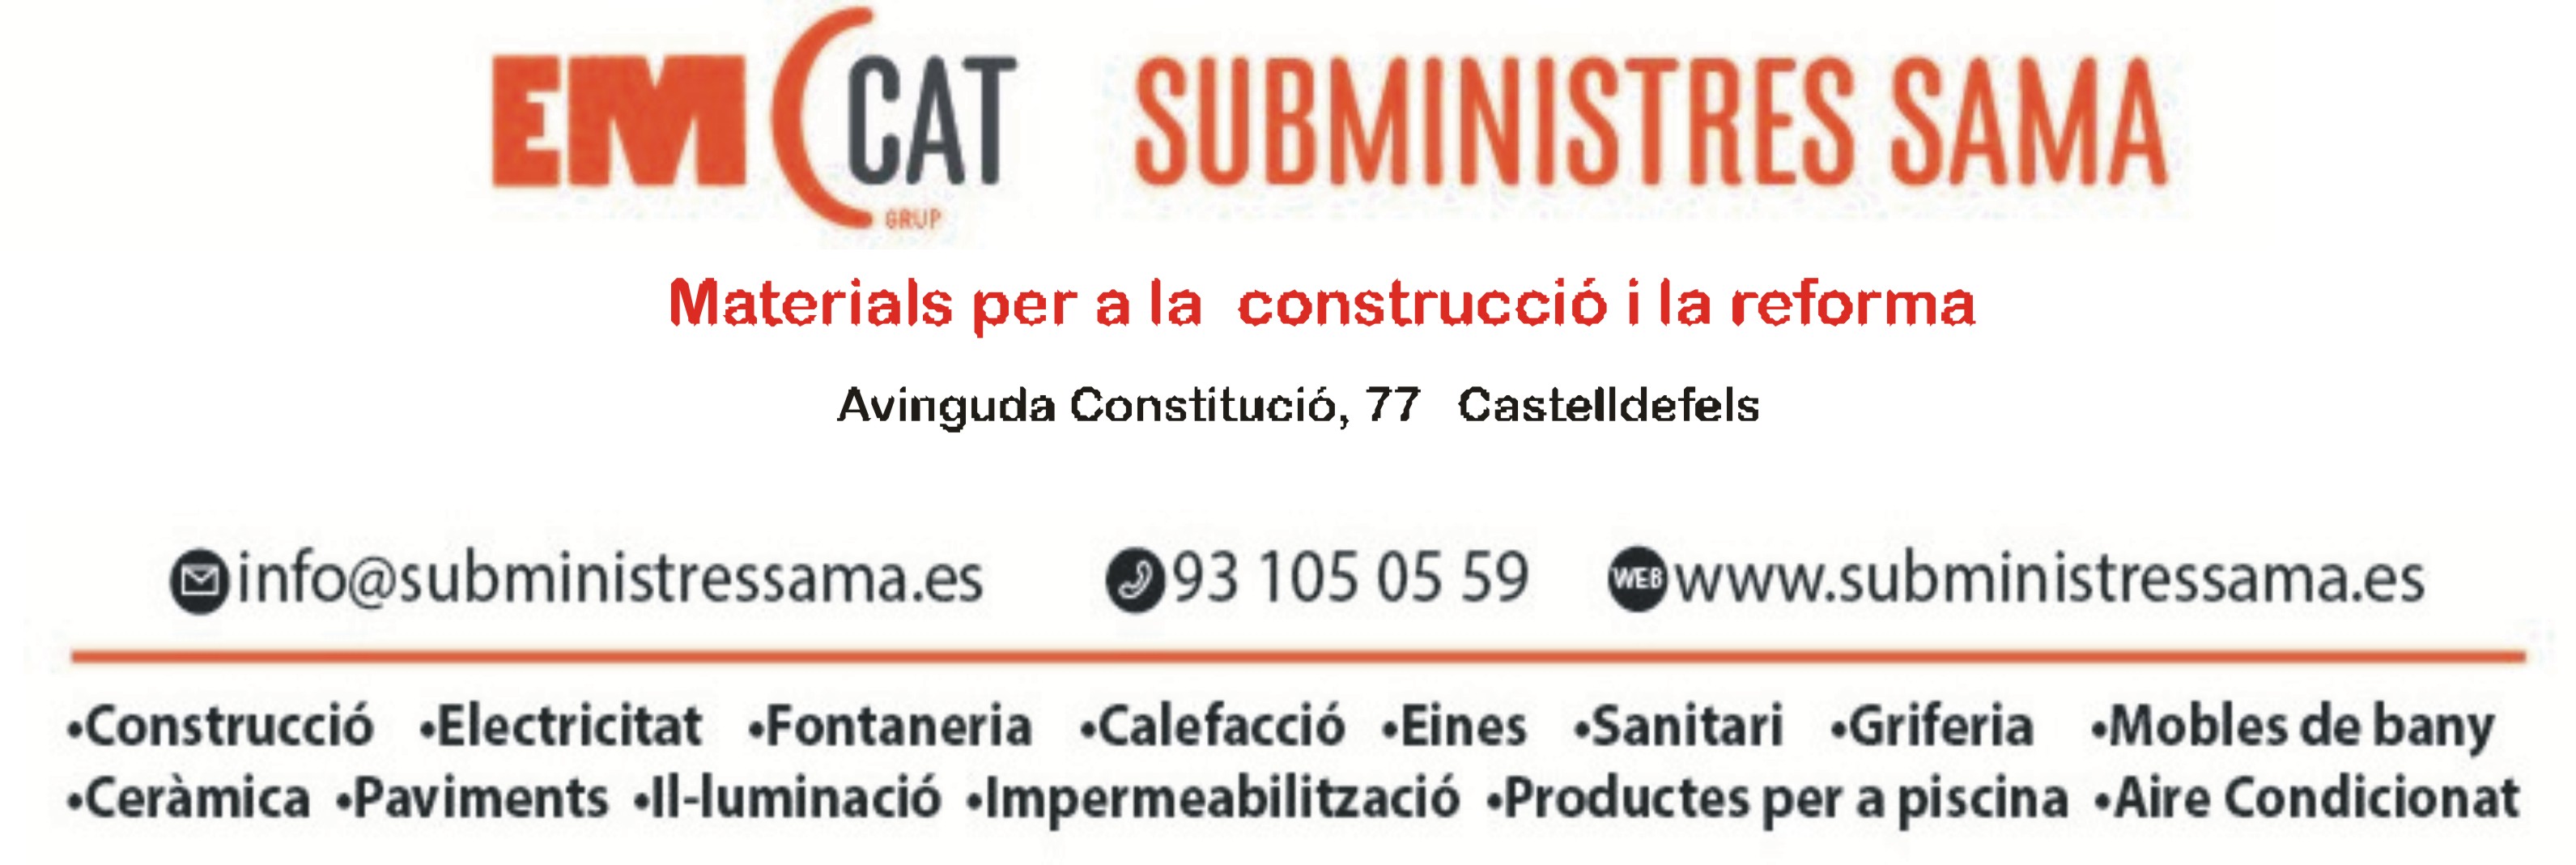 EM CAT SUBMINISTRES SAMA
GRUP
Materials per a la construcció i la reforma
Avinguda Constitució, 77 Castelldefels
info@subministressama.es 93 105 05 59 WEB www.subministressama.es
•Construcció •Electricitat •Fontaneria •Calefacció •Eines •Sanitari •Griferia •Mobles de bany
•Ceràmica •Paviments •Il-luminació •Impermeabilització •Productes per a piscina •Aire Condicionat